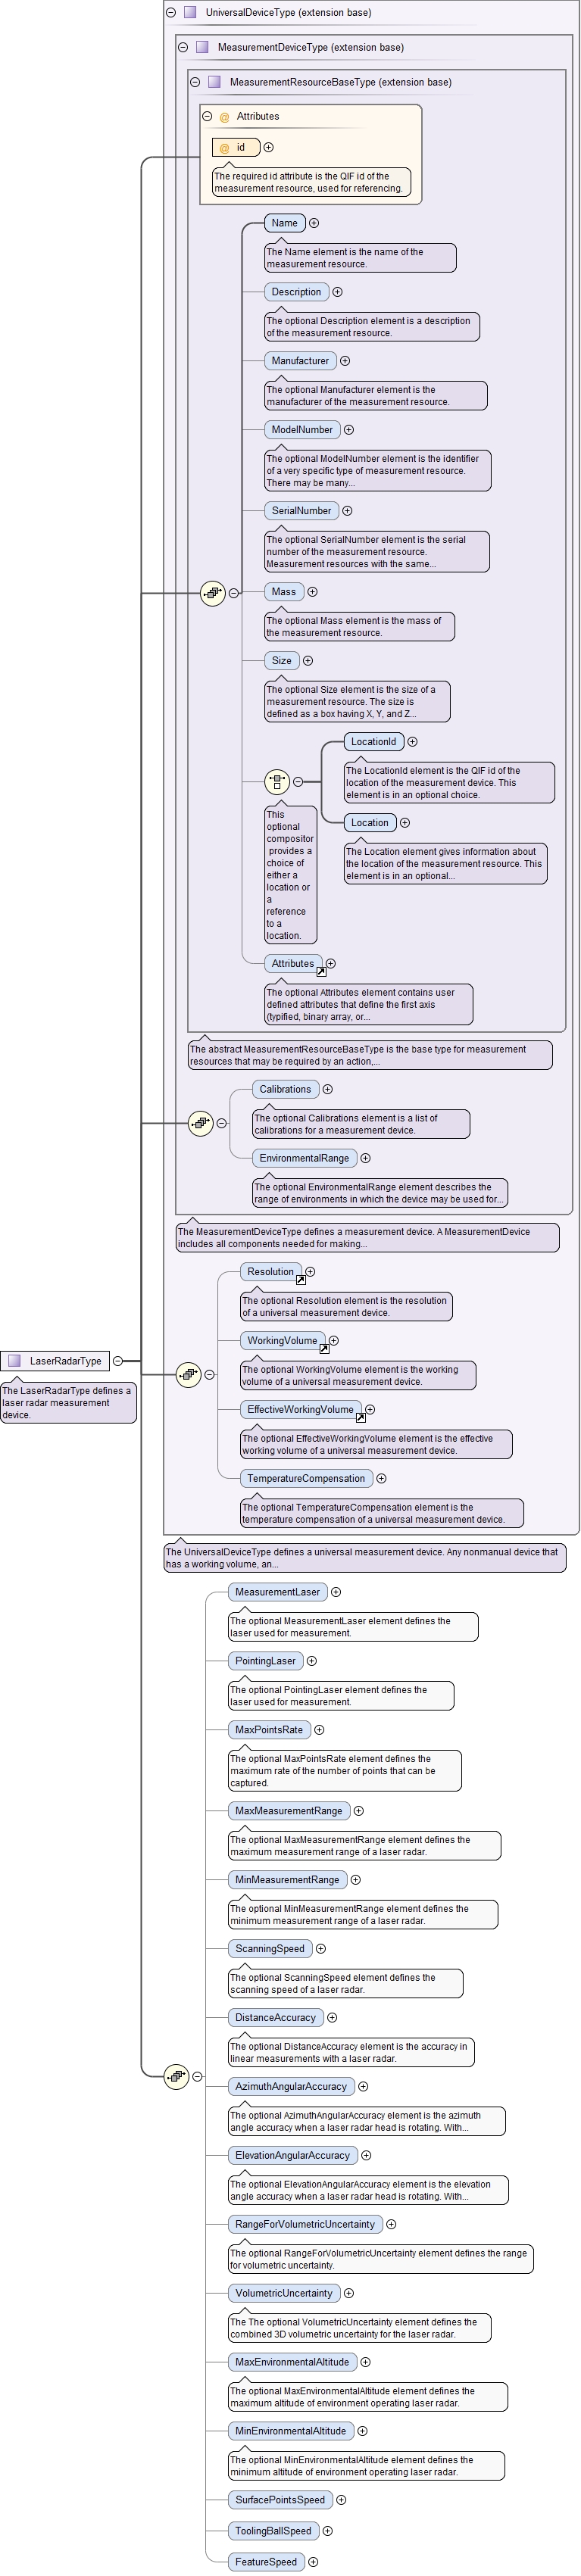 UniversalDeviceType (extension base)
MeasurementDeviceType (extension base)
MeasurementResourceBaseType (extension base)
@ Attributes
@ id
The required id attribute is the QIF id of the
measurement resource, used for referencing.
Name
The Name element is the name of the
measurement resource.
Description
The optional Description element is a description
of the measurement resource.
Manufacturer
The optional Manufacturer element is the
manufacturer of the measurement resource.
ModelNumber
The optional ModelNumber element is the identifier
of a very specific type of measurement resource.
There may be many...
SerialNumber
The optional SerialNumber element is the serial
number of the measurement resource.
Measurement resources with the same...
Mass
The optional Mass element is the mass of
the measurement resource.
Size
The optional Size element is the size of a
measurement resource. The size is
defined as a box having X, Y, and Z...
LocationId
The LocationId element is the QIF id of the
location of the measurement device. This
element is in an optional choice.
Location
The Location element gives information about
the location of the measurement resource. This
element is in an optional...
This
optional
compositor
provides a
choice of
either a
location or
a
reference
to a
location.
Attributes
The optional Attributes element contains user
defined attributes that define the first axis
(typified, binary array, or...
The abstract MeasurementResourceBaseType is the base type for measurement
resources that may be required by an action,...
Calibrations
The optional Calibrations element is a list of
calibrations for a measurement device.
EnvironmentalRange
The optional EnvironmentalRange element describes the
range of environments in which the device may be used for...
The MeasurementDeviceType defines a measurement device. A MeasurementDevice
includes all components needed for making...
Resolution
The optional Resolution element is the resolution
of a universal measurement device.
WorkingVolume
The optional WorkingVolume element is the working
volume of a universal measurement device.
EffectiveWorkingVolume
The optional EffectiveWorkingVolume element is the effective
working volume of a universal measurement device.
TemperatureCompensation
The optional TemperatureCompensation element is the
temperature compensation of a universal measurement device.
LaserRadarType
The LaserRadarType defines a
laser radar measurement
device.
The UniversalDeviceType defines a universal measurement device. Any nonmanual device that
has a working volume, an...
MeasurementLaser
The optional MeasurementLaser element defines the
laser used for measurement.
PointingLaser
The optional PointingLaser element defines the
laser used for measurement.
MaxPointsRate
The optional MaxPointsRate element defines the
maximum rate of the number of points that can be
captured.
MaxMeasurementRange
The optional MaxMeasurementRange element defines the
maximum measurement range of a laser radar.
MinMeasurementRange
The optional MinMeasurementRange element defines the
minimum measurement range of a laser radar.
ScanningSpeed
The optional ScanningSpeed element defines the
scanning speed of a laser radar.
DistanceAccuracy
The optional DistanceAccuracy element is the accuracy in
linear measurements with a laser radar.
AzimuthAngularAccuracy
The optional AzimuthAngularAccuracy element is the azimuth
angle accuracy when a laser radar head is rotating. With...
ElevationAngularAccuracy
The optional ElevationAngularAccuracy element is the elevation
angle accuracy when a laser radar head is rotating. With...
RangeForVolumetricUncertainty
The optional RangeForVolumetricUncertainty element defines the range
for volumetric uncertainty.
VolumetricUncertainty
The The optional VolumetricUncertainty element defines the
combined 3D volumetric uncertainty for the laser radar.
MaxEnvironmentalAltitude
The optional MaxEnvironmentalAltitude element defines the
maximum altitude of environment operating laser radar.
MinEnvironmentalAltitude
The optional MinEnvironmentalAltitude element defines the
minimum altitude of environment operating laser radar.
SurfacePointsSpeed
ToolingBallSpeed
FeatureSpeed